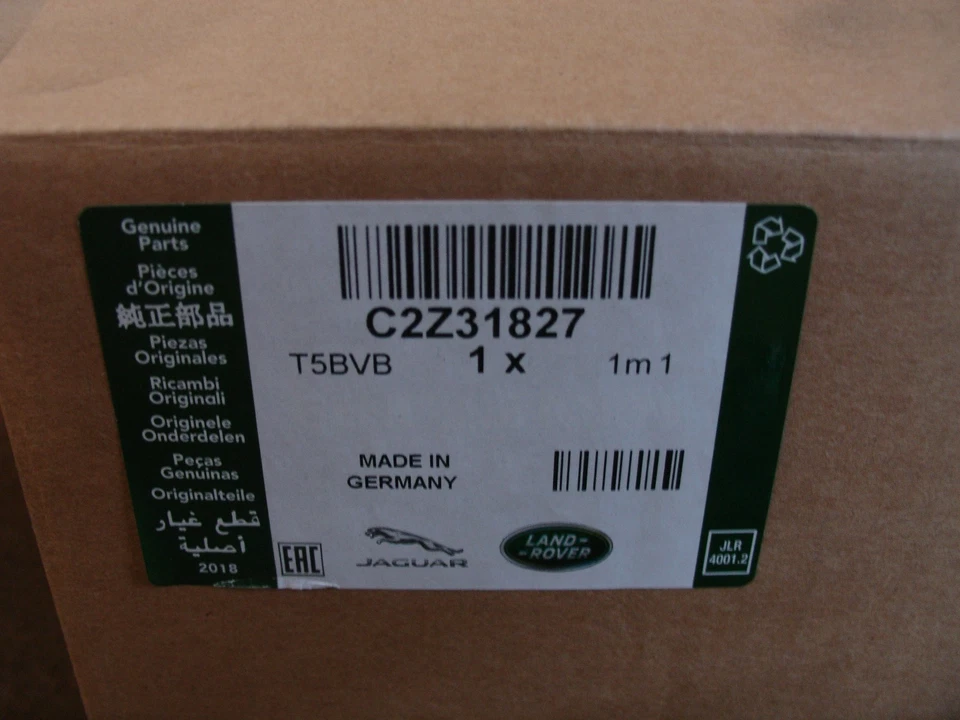 Genuine
Parts
Pièces
d'Origine
純正部品
Piezas
Originales
Ricambi
Originali
Originele
Onderdelen
Peças
Genuinas
Originalteile
قطع غيار
أصلية
2018
C2Z31827
T5BVB 1 x 1m1
MADE IN
GERMANY
EAC
JAGUAR
LAND-
-ROVER
JLR
4001.2